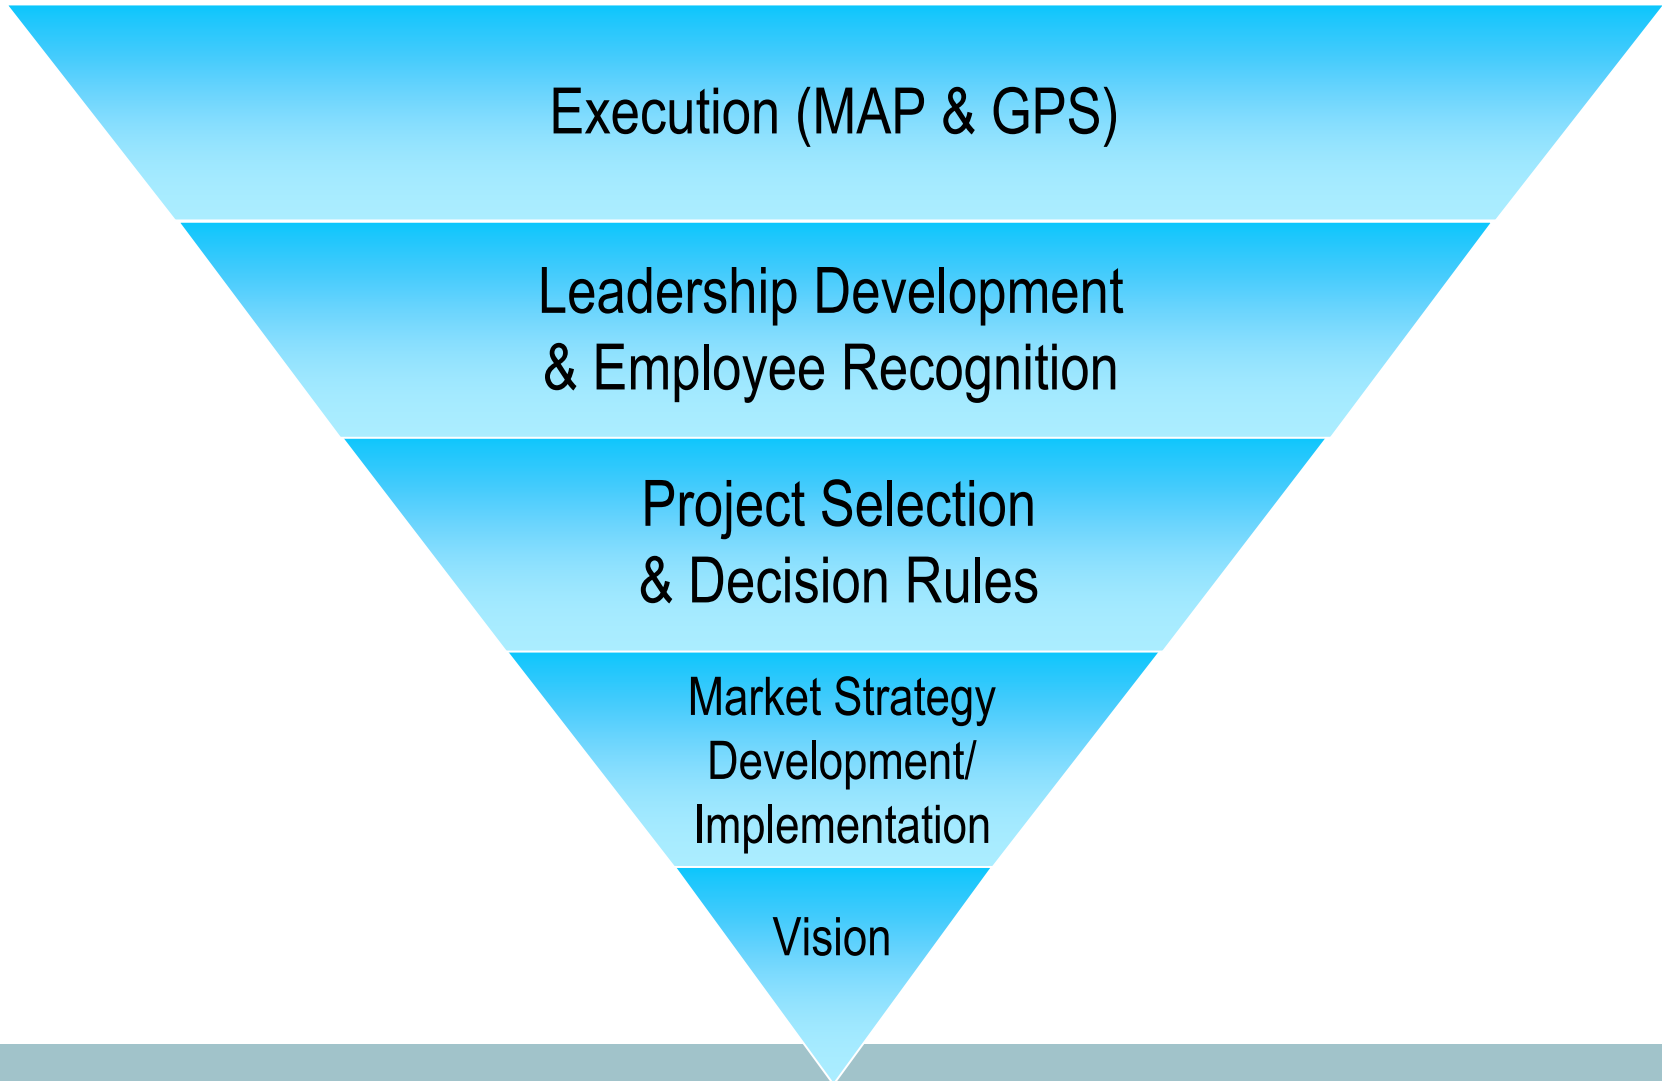 Execution (MAP & GPS)
Leadership Development
& Employee Recognition
Project Selection
& Decision Rules
Market Strategy
Development/
Implementation
Vision